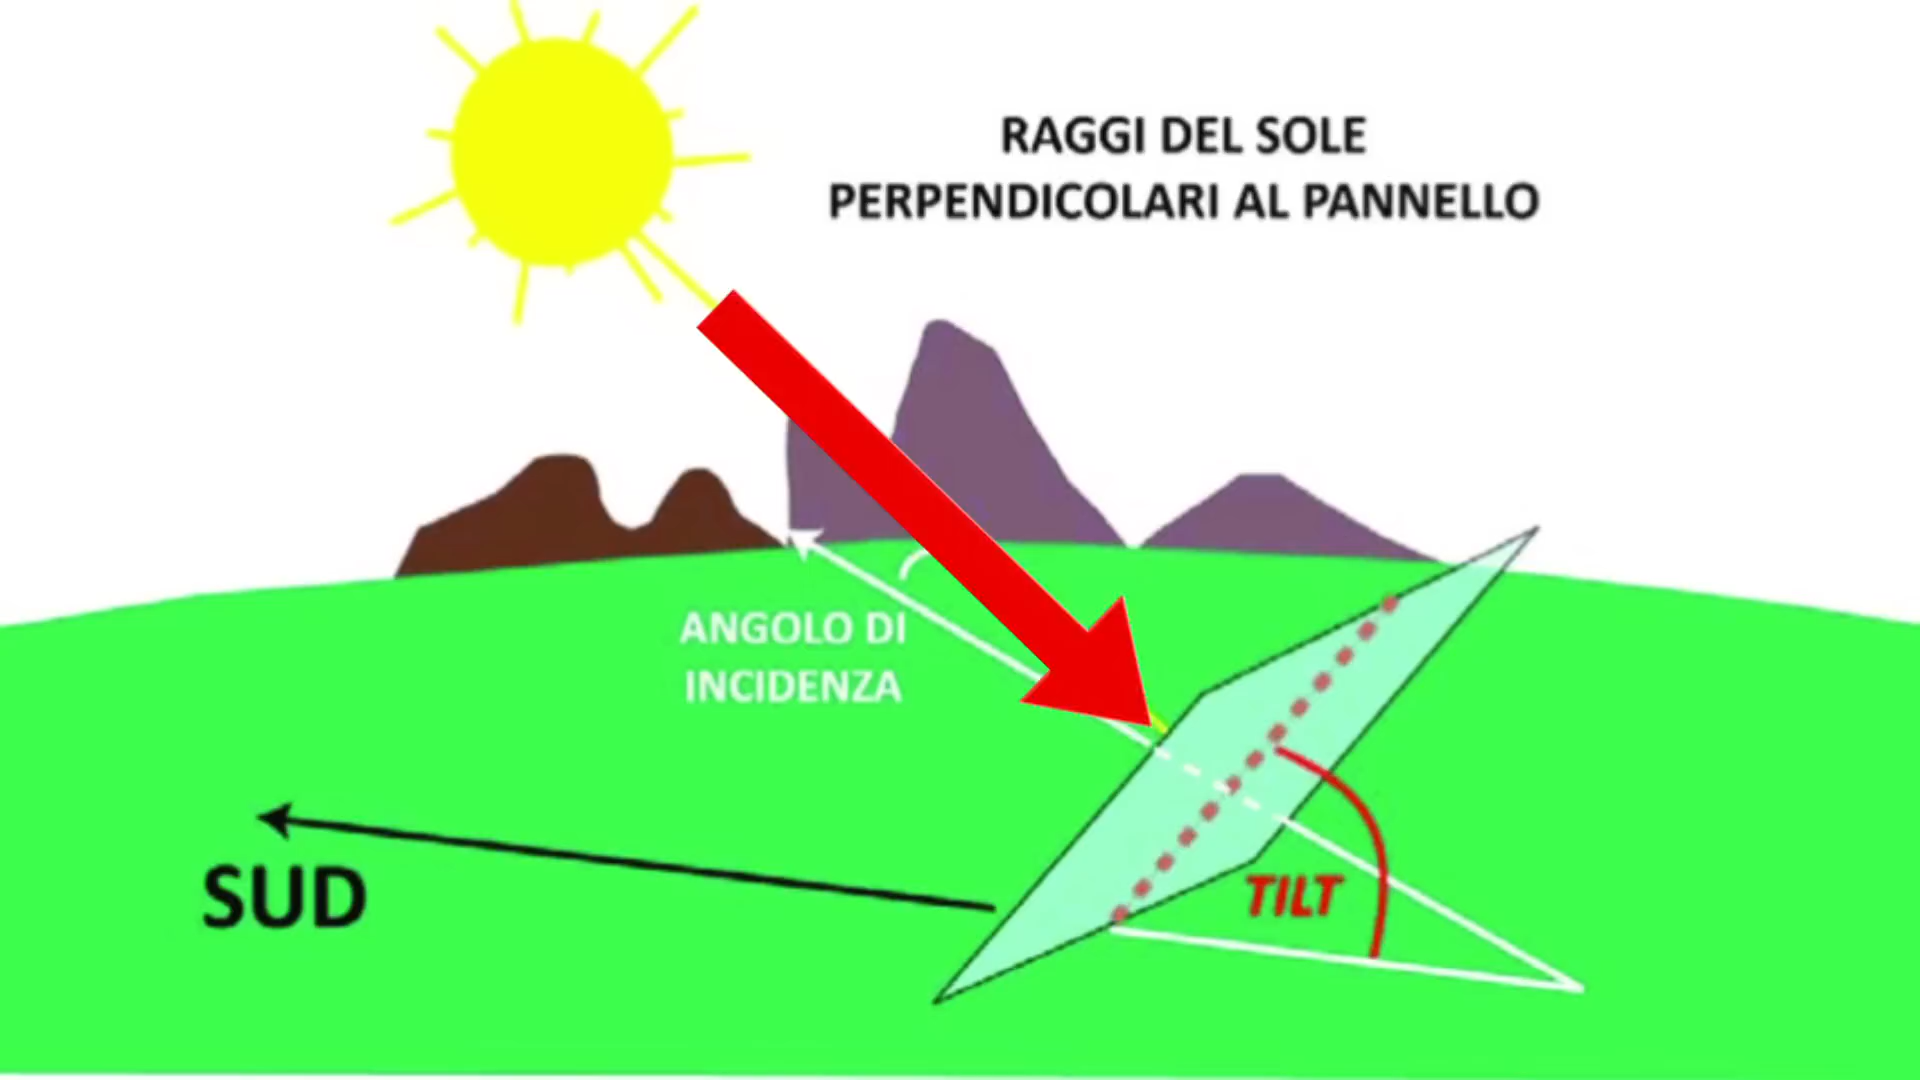 RAGGI DEL SOLE
PERPENDICOLARI AL PANNELLO
ANGOLO DI
INCIDENZA
SUD
TILT